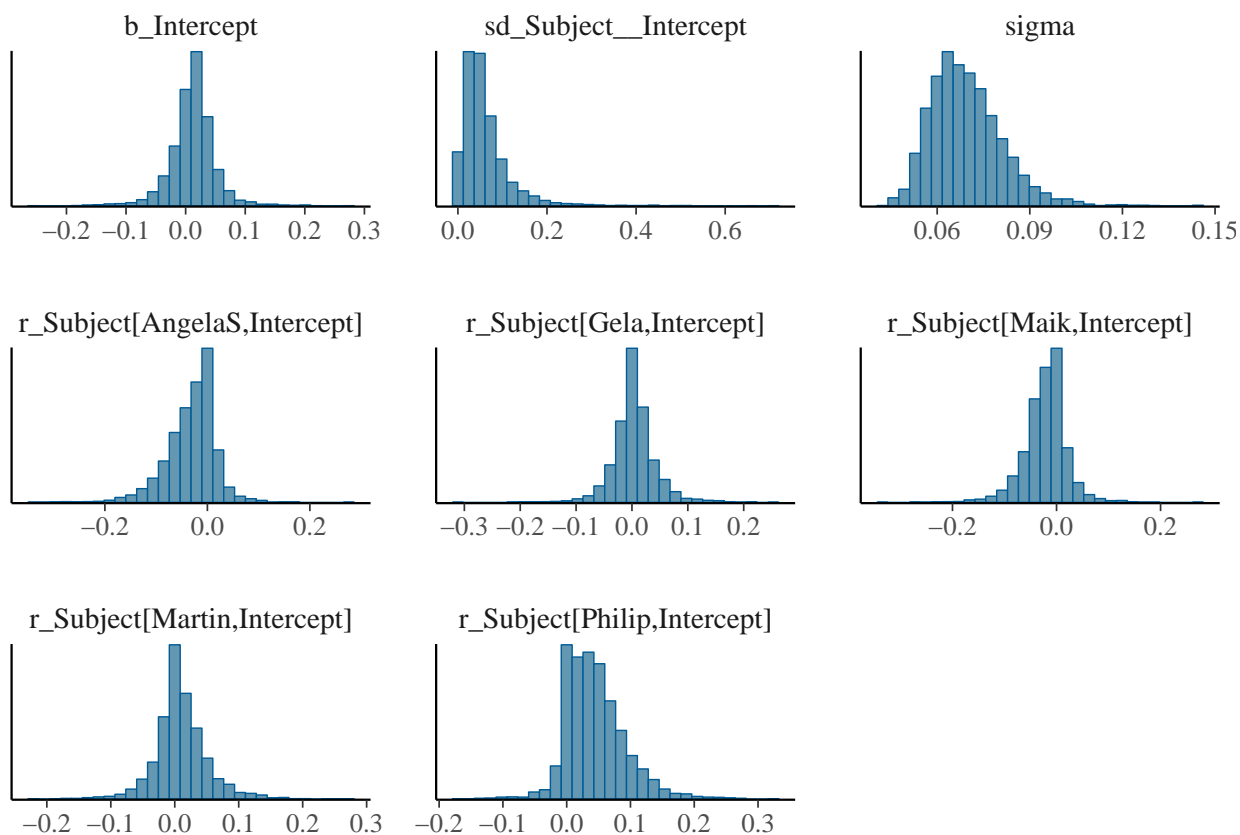 b_Intercept
sd_Subject__Intercept
sigma
−0.2 −0.1 0.0 0.1 0.2 0.3
0.0 0.2 0.4 0.6
0.06 0.09 0.12 0.15
r_Subject[AngelaS,Intercept]
r_Subject[Gela,Intercept]
r_Subject[Maik,Intercept]
−0.2 0.0 0.2
−0.3 −0.2 −0.1 0.0 0.1 0.2
−0.2 0.0 0.2
r_Subject[Martin,Intercept]
r_Subject[Philip,Intercept]
−0.2 −0.1 0.0 0.1 0.2 0.3
−0.2 −0.1 0.0 0.1 0.2 0.3